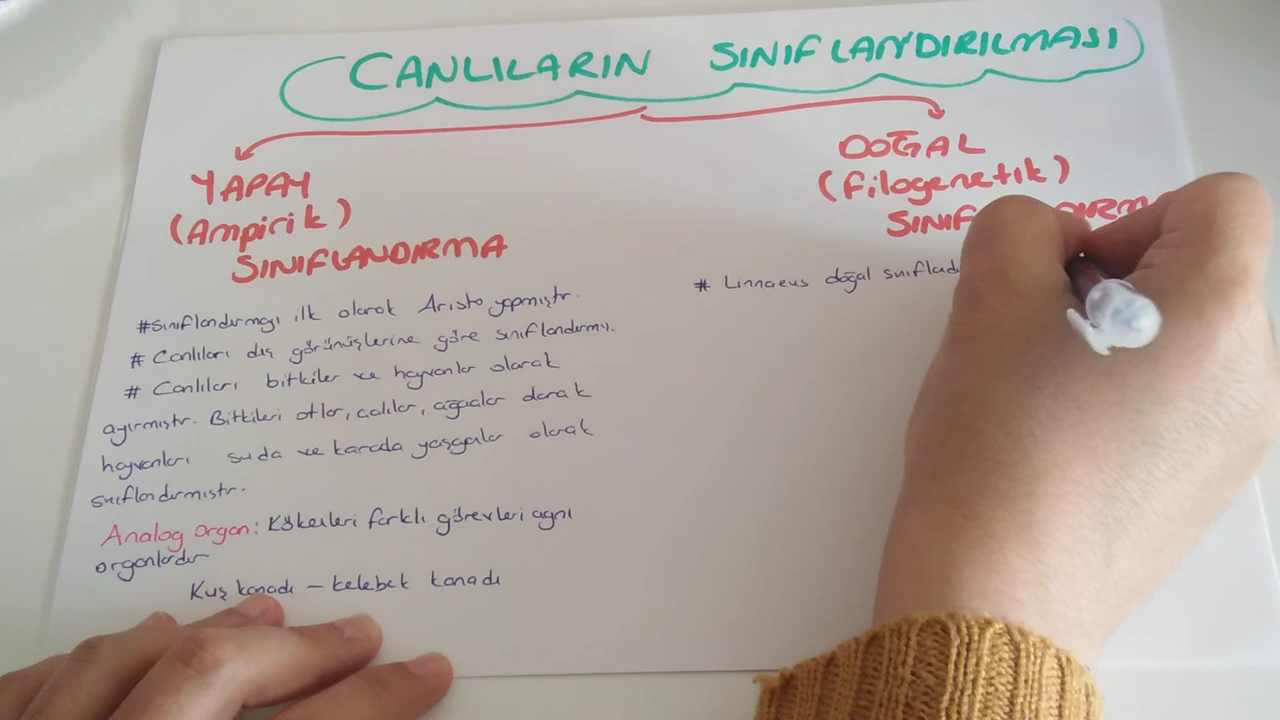 CANLILARIN SINIFLANDIRILMASI
YAPAY
(Ampirik)
SINIFLANDIRMA
#Sınıflandırmayı ilk olarak Aristo yapmıştır.
# Canlıları dış görünüşlerine göre sınıflandırmış.
# Canlıları bitkiler ve hayvanlar olarak
ayırmıştır. Bitkileri otlar, çalılar, ağaçlar olarak
hayvanları suda ve karada yaşayanlar olarak
sınıflandırmıştır.
Analog Organ: Kökenleri farklı görevleri aynı
organlardır
Kuş kanadı – kelebek kanadı
DOĞAL
(filogenetik)
# Linnaeus doğal